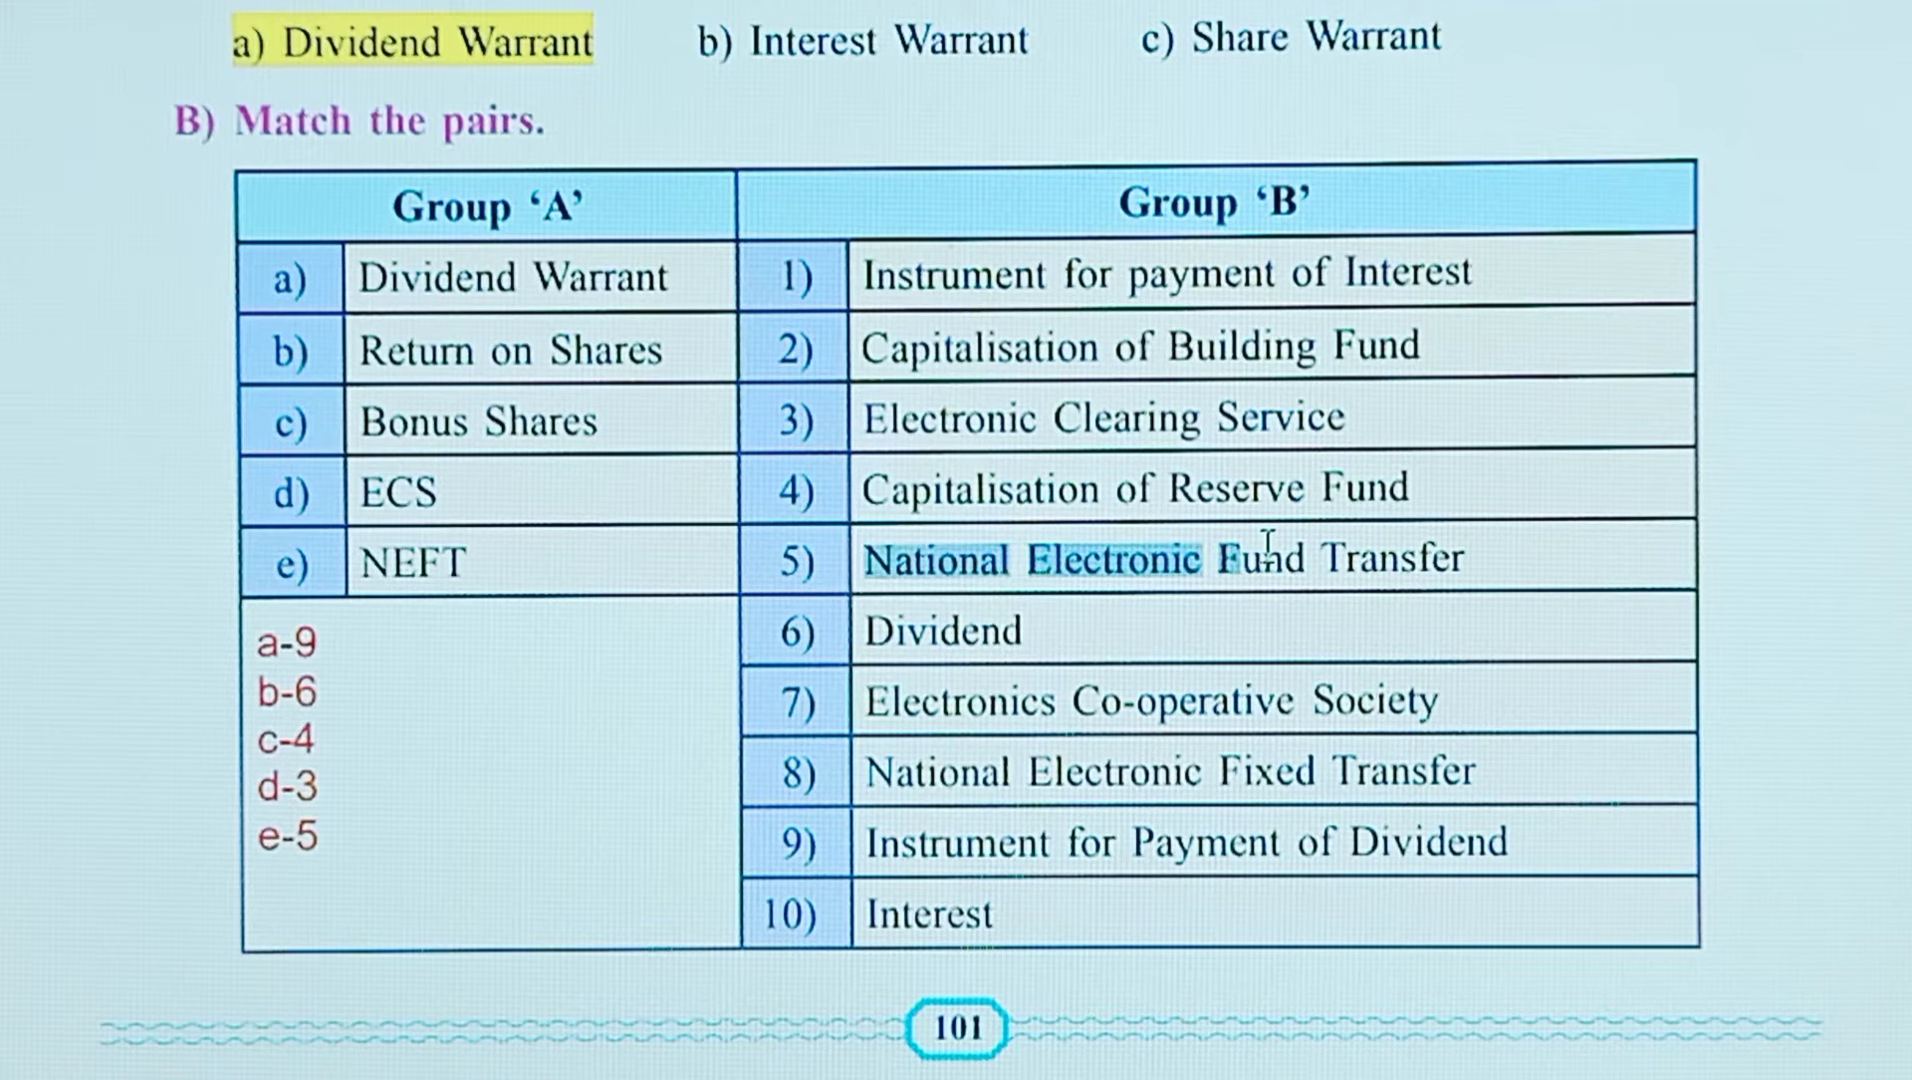 a) Dividend Warrant b) Interest Warrant c) Share Warrant
B) Match the pairs.
Group ‘A’ Group ‘B’
a) Dividend Warrant 1) Instrument for payment of Interest
b) Return on Shares 2) Capitalisation of Building Fund
c) Bonus Shares 3) Electronic Clearing Service
d) ECS 4) Capitalisation of Reserve Fund
e) NEFT 5) National Electronic Fund Transfer
a-9 6) Dividend
b-6 7) Electronics Co-operative Society
c-4 8) National Electronic Fixed Transfer
d-3 9) Instrument for Payment of Dividend
e-5 10) Interest
101